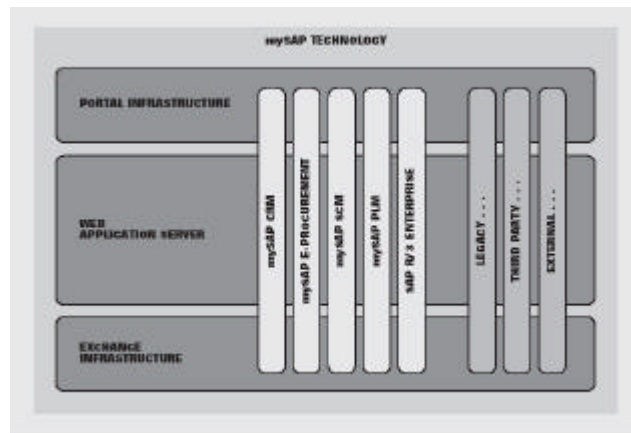 mySAP TECHNOLOGY
PORTAL INFRASTRUCTURE
WEB
APPLICATION SERVER
EXCHANGE
INFRASTRUCTURE
mySAP CRM
mySAP E-PROCUREMENT
mySAP SCM
mySAP PLM
SAP R/3 ENTERPRISE
LEGACY...
THIRD PARTY...
EXTERNAL...